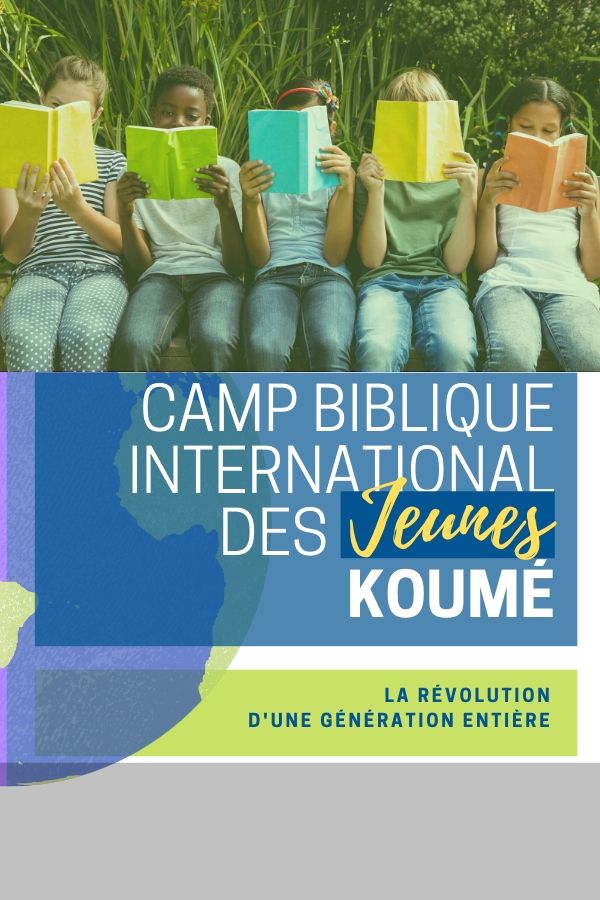 CAMP BIBLIQUE
INTERNATIONAL
DES Jeunes
KOUMÉ
LA RÉVOLUTION
D'UNE GÉNÉRATION ENTIÈRE